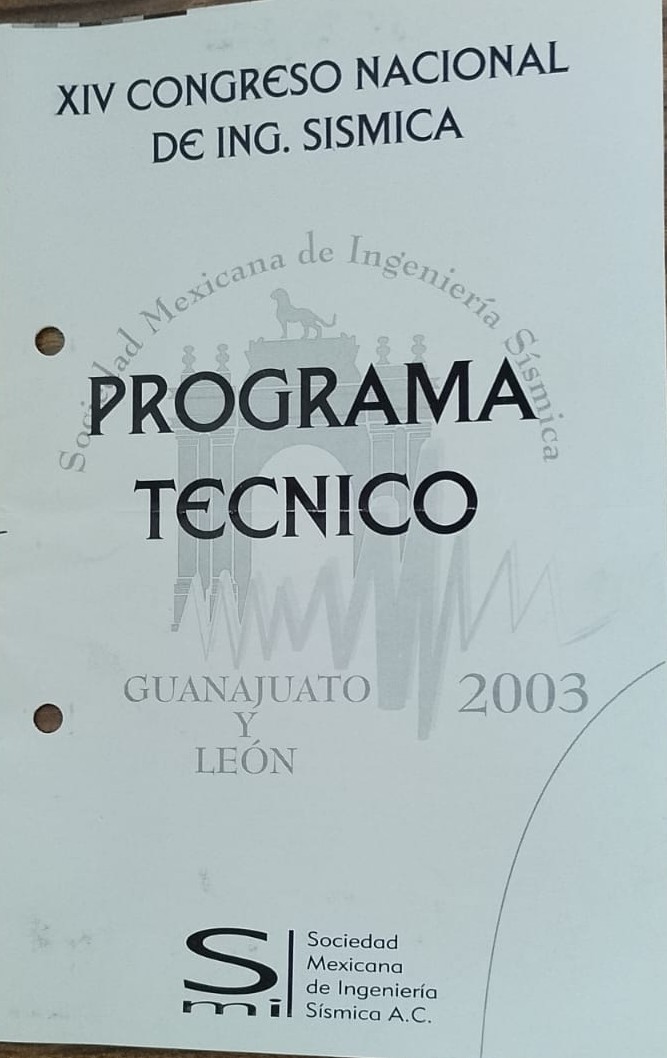 XIV CONGRESO NACIONAL
DE ING. SISMICA
Sociedad Mexicana de Ingeniería Sísmica
PROGRAMA
TECNICO
GUANAJUATO 2003
Y
LEÓN
Smi
Sociedad
Mexicana
de Ingeniería
Sísmica A.C.